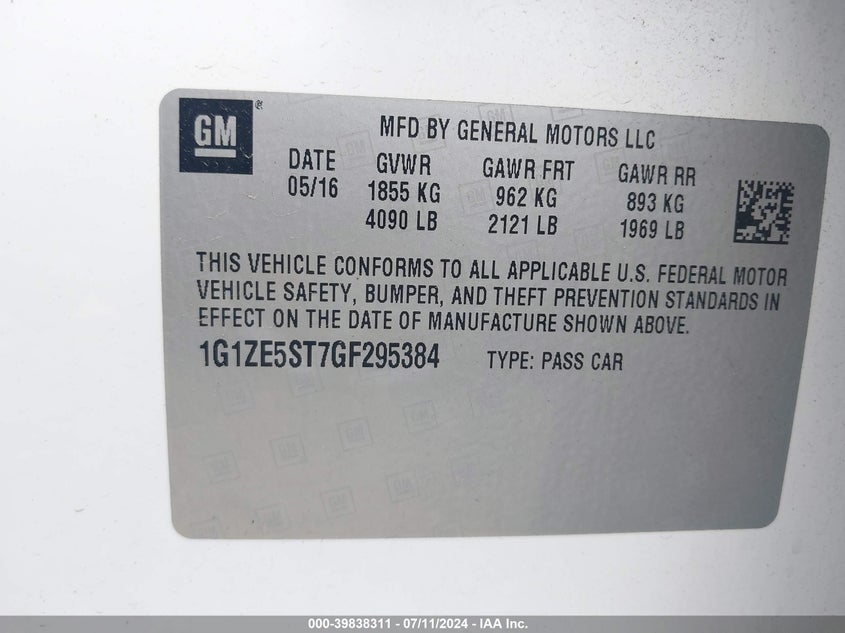 GM ®
MFD BY GENERAL MOTORS LLC
DATE GVWR GAWR FRT GAWR RR
05/16 1855 KG 962 KG 893 KG
4090 LB 2121 LB 1969 LB
THIS VEHICLE CONFORMS TO ALL APPLICABLE U.S. FEDERAL MOTOR
VEHICLE SAFETY, BUMPER, AND THEFT PREVENTION STANDARDS IN
EFFECT ON THE DATE OF MANUFACTURE SHOWN ABOVE.
1G1ZE5ST7GF295384 TYPE: PASS CAR
000-39838311 - 07/11/2024 - IAA Inc.